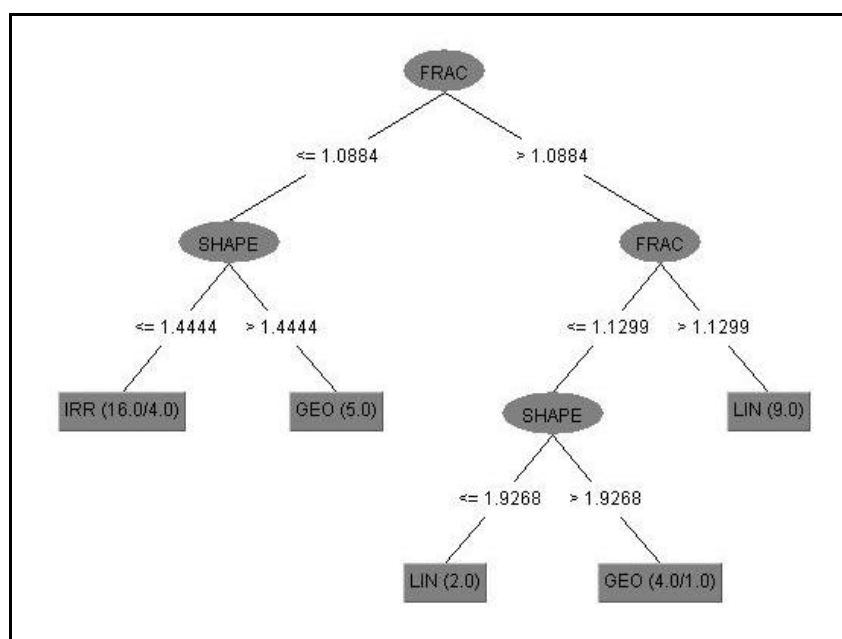 FRAC
<= 1.0884 > 1.0884
SHAPE FRAC
<= 1.4444 > 1.4444 <= 1.1299 > 1.1299
IRR (16.0/4.0) GEO (5.0) SHAPE LIN (9.0)
<= 1.9268 > 1.9268
LIN (2.0) GEO (4.0/1.0)